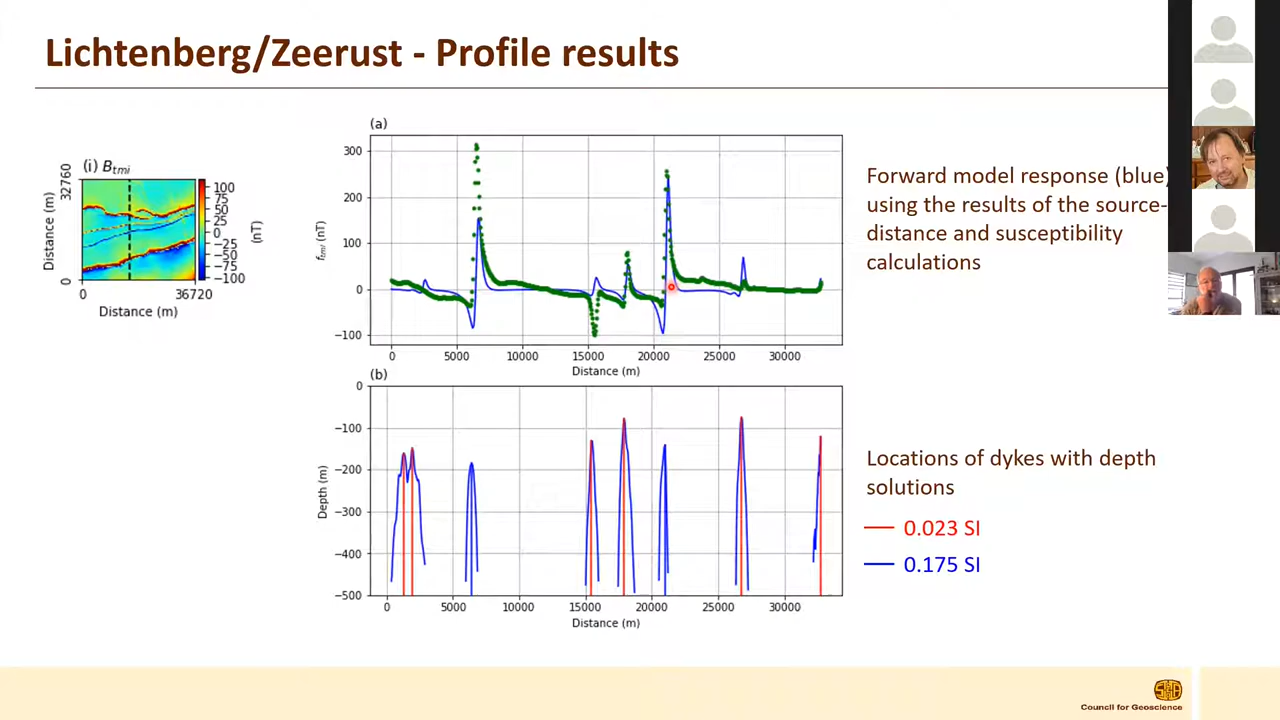 Lichtenberg/Zeerust - Profile results
(i) B_tmi
32760
Distance (m)
0
0
36720
Distance (m)
100
75
50
25
0
−25
−50
−75
−100
(nT)
(a)
300
200
100
0
−100
f_tmi (nT)
0 5000 10000 15000 20000 25000 30000
Distance (m)
(b)
0
−100
−200
−300
−400
−500
Depth (m)
0 5000 10000 15000 20000 25000 30000
Distance (m)
Forward model response (blue)
using the results of the source-
distance and susceptibility
calculations
Locations of dykes with depth
solutions
0.023 SI
0.175 SI
Council for Geoscience